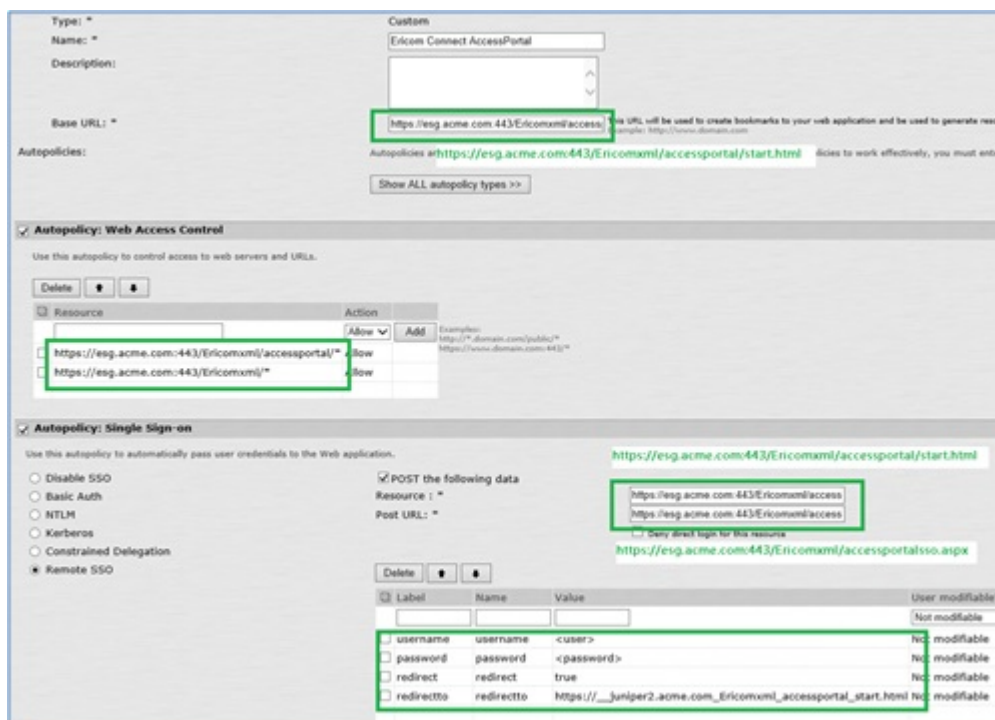 Type: * Custom
Name: * Ericom Connect AccessPortal
Description:
Base URL: * https://esg.acme.com:443/Ericomxml/access This URL will be used to create bookmarks to your web application and be used to generate
Example: http://www.domain.com
Autopolicies: Autopolicies https://esg.acme.com:443/Ericomxml/accessportal/start.html icies to work effectively, you must
Show ALL autopolicy types >>
Autopolicy: Web Access Control
Use this autopolicy to control access to web servers and URLs.
Delete
Resource Action
Allow Add Examples:
http://*.domain.com/public/*
https://www.domain.com:443/*
https://esg.acme.com:443/Ericomxml/accessportal/* Allow
https://esg.acme.com:443/Ericomxml/* Allow
Autopolicy: Single Sign-on
Use this autopolicy to automatically pass user credentials to the Web application.
https://esg.acme.com:443/Ericomxml/accessportal/start.html
Disable SSO POST the following data
Basic Auth Resource : * https://esg.acme.com:443/Ericomxml/access
NTLM Post URL: * https://esg.acme.com:443/Ericomxml/access
Kerberos Deny direct login for this resource
Constrained Delegation https://esg.acme.com:443/Ericomxml/accessportalsso.aspx
Remote SSO Delete
Label Name Value User modifiable
Not modifiable
username username <user> Not modifiable
password password <password> Not modifiable
redirect redirect true Not modifiable
redirectto redirectto https://__juniper2.acme.com_Ericomxml_accessportal_start.html Not modifiable